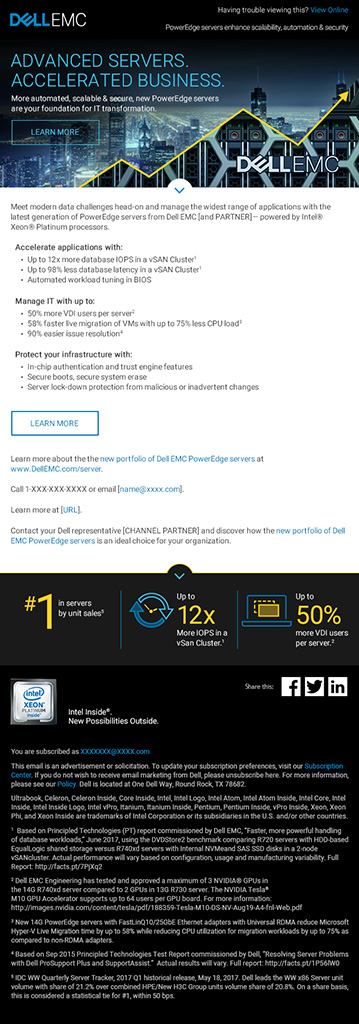 DELLEMC
Having trouble viewing this? View Online
PowerEdge servers enhance scalability, automation & security
ADVANCED SERVERS.
ACCELERATED BUSINESS.
More automated, scalable & secure, new PowerEdge servers
are your foundation for IT transformation.
LEARN MORE
DELLEMC
Meet modern data challenges head-on and manage the widest range of applications with the
latest generation of PowerEdge servers from Dell EMC [and PARTNER]— powered by Intel®
Xeon® Platinum processors.
Accelerate applications with:
• Up to 12x more database IOPS in a vSAN Cluster¹
• Up to 98% less database latency in a vSAN Cluster¹
• Automated workload tuning in BIOS
Manage IT with up to:
• 50% more VDI users per server²
• 58% faster live migration of VMs with up to 75% less CPU load³
• 90% easier issue resolution⁴
Protect your infrastructure with:
• In-chip authentication and trust engine features
• Secure boots, secure system erase
• Server lock-down protection from malicious or inadvertent changes
LEARN MORE
Learn more about the the new portfolio of Dell EMC PowerEdge servers at
www.DellEMC.com/server.
Call 1-XXX-XXX-XXXX or email [name@xxxx.com].
Learn more at [URL].
Contact your Dell representative [CHANNEL PARTNER] and discover how the new portfolio of Dell
EMC PowerEdge servers is an ideal choice for your organization.
#1
in servers
by unit sales⁵
Up to
12x
More IOPS in a
vSan Cluster.¹
Up to
50%
more VDI users
per server.²
intel
XEON
PLATINUM
inside™
Intel Inside®.
New Possibilities Outside.
Share this:
You are subscribed as XXXXXXX@XXXX.com
This email is an advertisement or solicitation. To update your subscription preferences, visit our Subscription
Center. If you do not wish to receive email marketing from Dell, please unsubscribe here. For more information,
please see our Policy. Dell is located at One Dell Way, Round Rock, TX 78682.
Ultrabook, Celeron, Celeron Inside, Core Inside, Intel, Intel Logo, Intel Atom, Intel Atom Inside, Intel Core, Intel
Inside, Intel Inside Logo, Intel vPro, Itanium, Itanium Inside, Pentium, Pentium Inside, vPro Inside, Xeon, Xeon
Phi, and Xeon Inside are trademarks of Intel Corporation or its subsidiaries in the U.S. and/or other countries.
¹ Based on Principled Technologies (PT) report commissioned by Dell EMC, “Faster, more powerful handling
of database workloads,” June 2017, using the DVDStore2 benchmark comparing R720 servers with HDD-based
EqualLogic shared storage versus R740xd servers with Internal NVMeand SAS SSD disks in a 2-node
vSANcluster. Actual performance will vary based on configuration, usage and manufacturing variability. Full
Report: http://facts.pt/7PjXq2
² Dell EMC Engineering has tested and approved a maximum of 3 NVIDIA® GPUs in
the 14G R740xd server compared to 2 GPUs in 13G R730 server. The NVIDIA Tesla®
M10 GPU Accelerator supports up to 64 users per GPU board. For more information:
http://images.nvidia.com/content/tesla/pdf/188359-Tesla-M10-DS-NV-Aug19-A4-fnl-Web.pdf
³ New 14G PowerEdge servers with FastLinQ10/25GbE Ethernet adapters with Universal RDMA reduce Microsoft
Hyper-V Live Migration time by up to 58% while reducing CPU utilization for migration workloads by up to 75% as
compared to non-RDMA adapters.
⁴ Based on Sep 2015 Principled Technologies Test Report commissioned by Dell, “Resolving Server Problems
with Dell ProSupport Plus and SupportAssist.” Actual results will vary. Full report: http://facts.pt/1P56lW0
⁵ IDC WW Quarterly Server Tracker, 2017 Q1 historical release, May 18, 2017. Dell leads the WW x86 Server unit
volume with share of 21.2% over combined HPE/New H3C Group units volume share of 20.8%. On a share basis,
this is considered a statistical tie for #1, within 50 bps.